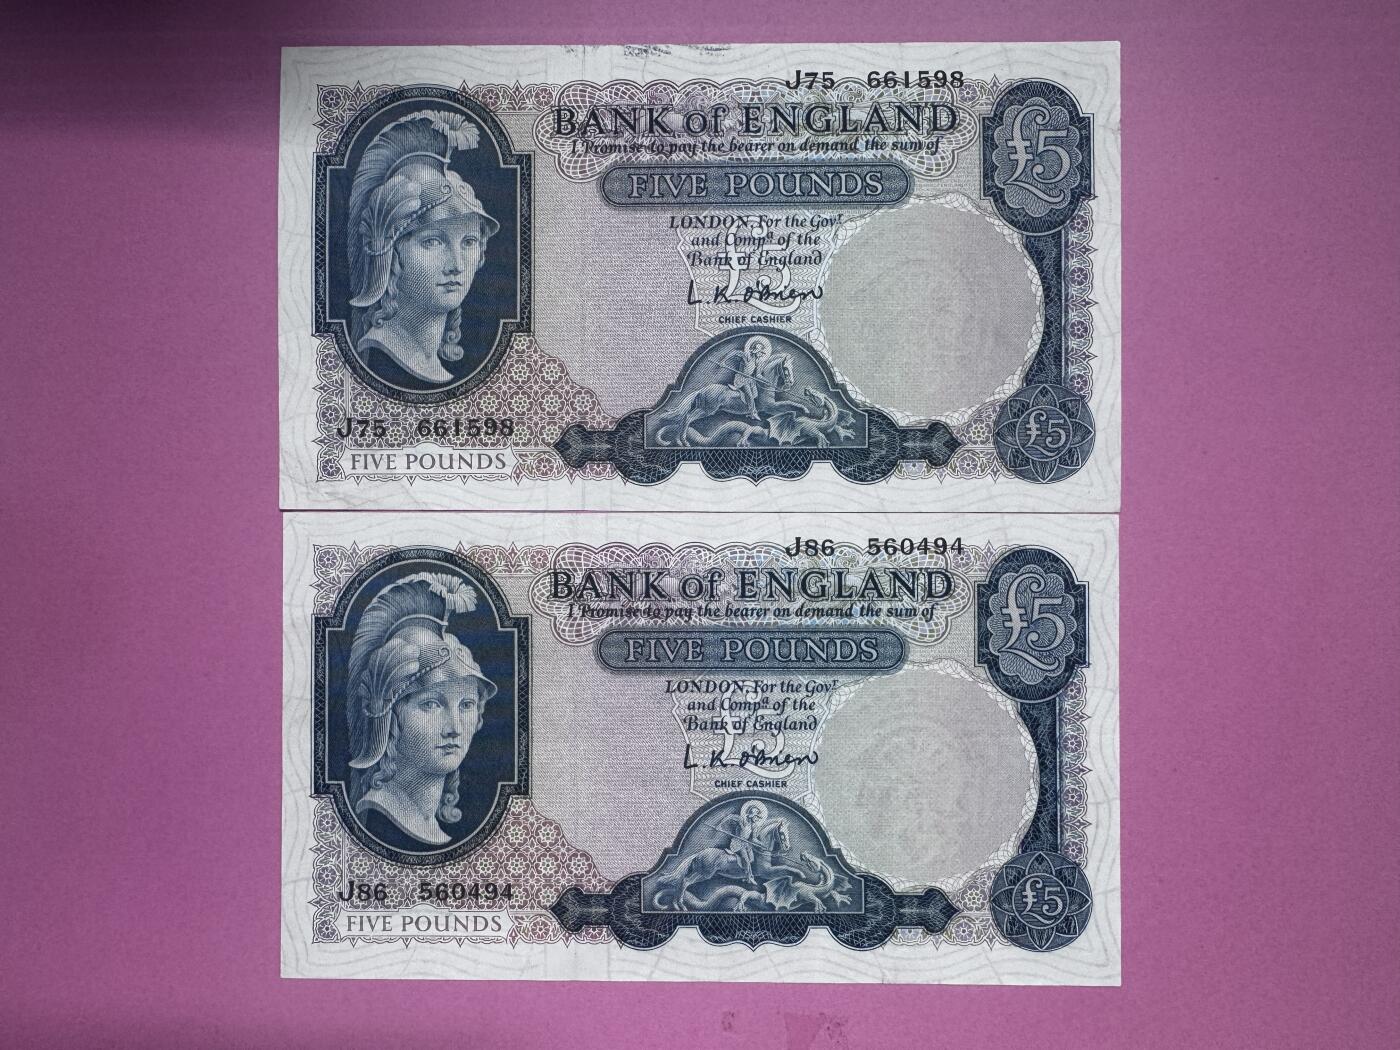 J75 661598
BANK of ENGLAND
I Promise to pay the bearer on demand the sum of
FIVE POUNDS
£5
LONDON, For the Govr
and Compa of the
Bank of England
£5
L.K. O'Brien
CHIEF CASHIER
J75 661598
FIVE POUNDS
£5
J86 560494
BANK of ENGLAND
I Promise to pay the bearer on demand the sum of
FIVE POUNDS
£5
LONDON, For the Govr
and Compa of the
Bank of England
£5
L.K. O'Brien
CHIEF CASHIER
J86 560494
FIVE POUNDS
£5